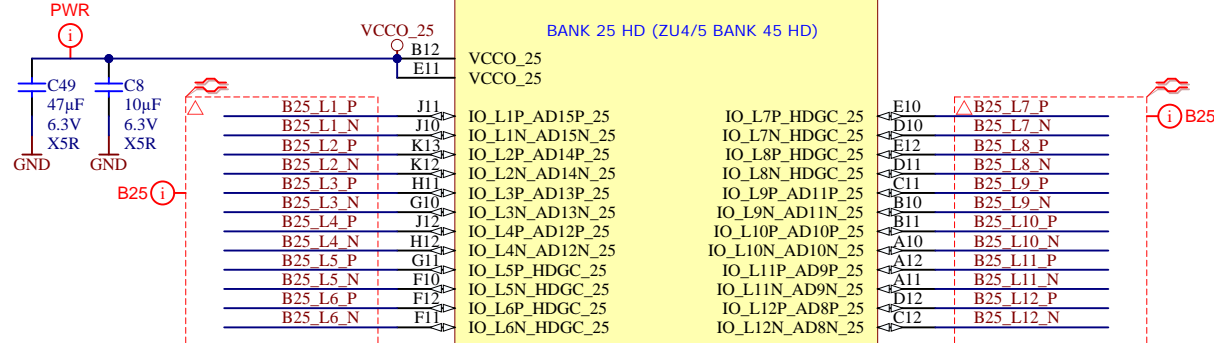 PWR
i
VCCO_25
BANK 25 HD (ZU4/5 BANK 45 HD)
B12
VCCO_25
E11
VCCO_25
C49
47µF
6.3V
X5R
GND
C8
10µF
6.3V
X5R
GND
B25
i
B25_L1_P J11 IO_L1P_AD15P_25
B25_L1_N J10 IO_L1N_AD15N_25
B25_L2_P K13 IO_L2P_AD14P_25
B25_L2_N K12 IO_L2N_AD14N_25
B25_L3_P H11 IO_L3P_AD13P_25
B25_L3_N G10 IO_L3N_AD13N_25
B25_L4_P J12 IO_L4P_AD12P_25
B25_L4_N H12 IO_L4N_AD12N_25
B25_L5_P G11 IO_L5P_HDGC_25
B25_L5_N F10 IO_L5N_HDGC_25
B25_L6_P F12 IO_L6P_HDGC_25
B25_L6_N F11 IO_L6N_HDGC_25
IO_L7P_HDGC_25 E10 B25_L7_P
IO_L7N_HDGC_25 D10 B25_L7_N
IO_L8P_HDGC_25 E12 B25_L8_P
IO_L8N_HDGC_25 D11 B25_L8_N
IO_L9P_AD11P_25 C11 B25_L9_P
IO_L9N_AD11N_25 B10 B25_L9_N
IO_L10P_AD10P_25 B11 B25_L10_P
IO_L10N_AD10N_25 A10 B25_L10_N
IO_L11P_AD9P_25 A12 B25_L11_P
IO_L11N_AD9N_25 A11 B25_L11_N
IO_L12P_AD8P_25 D12 B25_L12_P
IO_L12N_AD8N_25 C12 B25_L12_N
i
B25